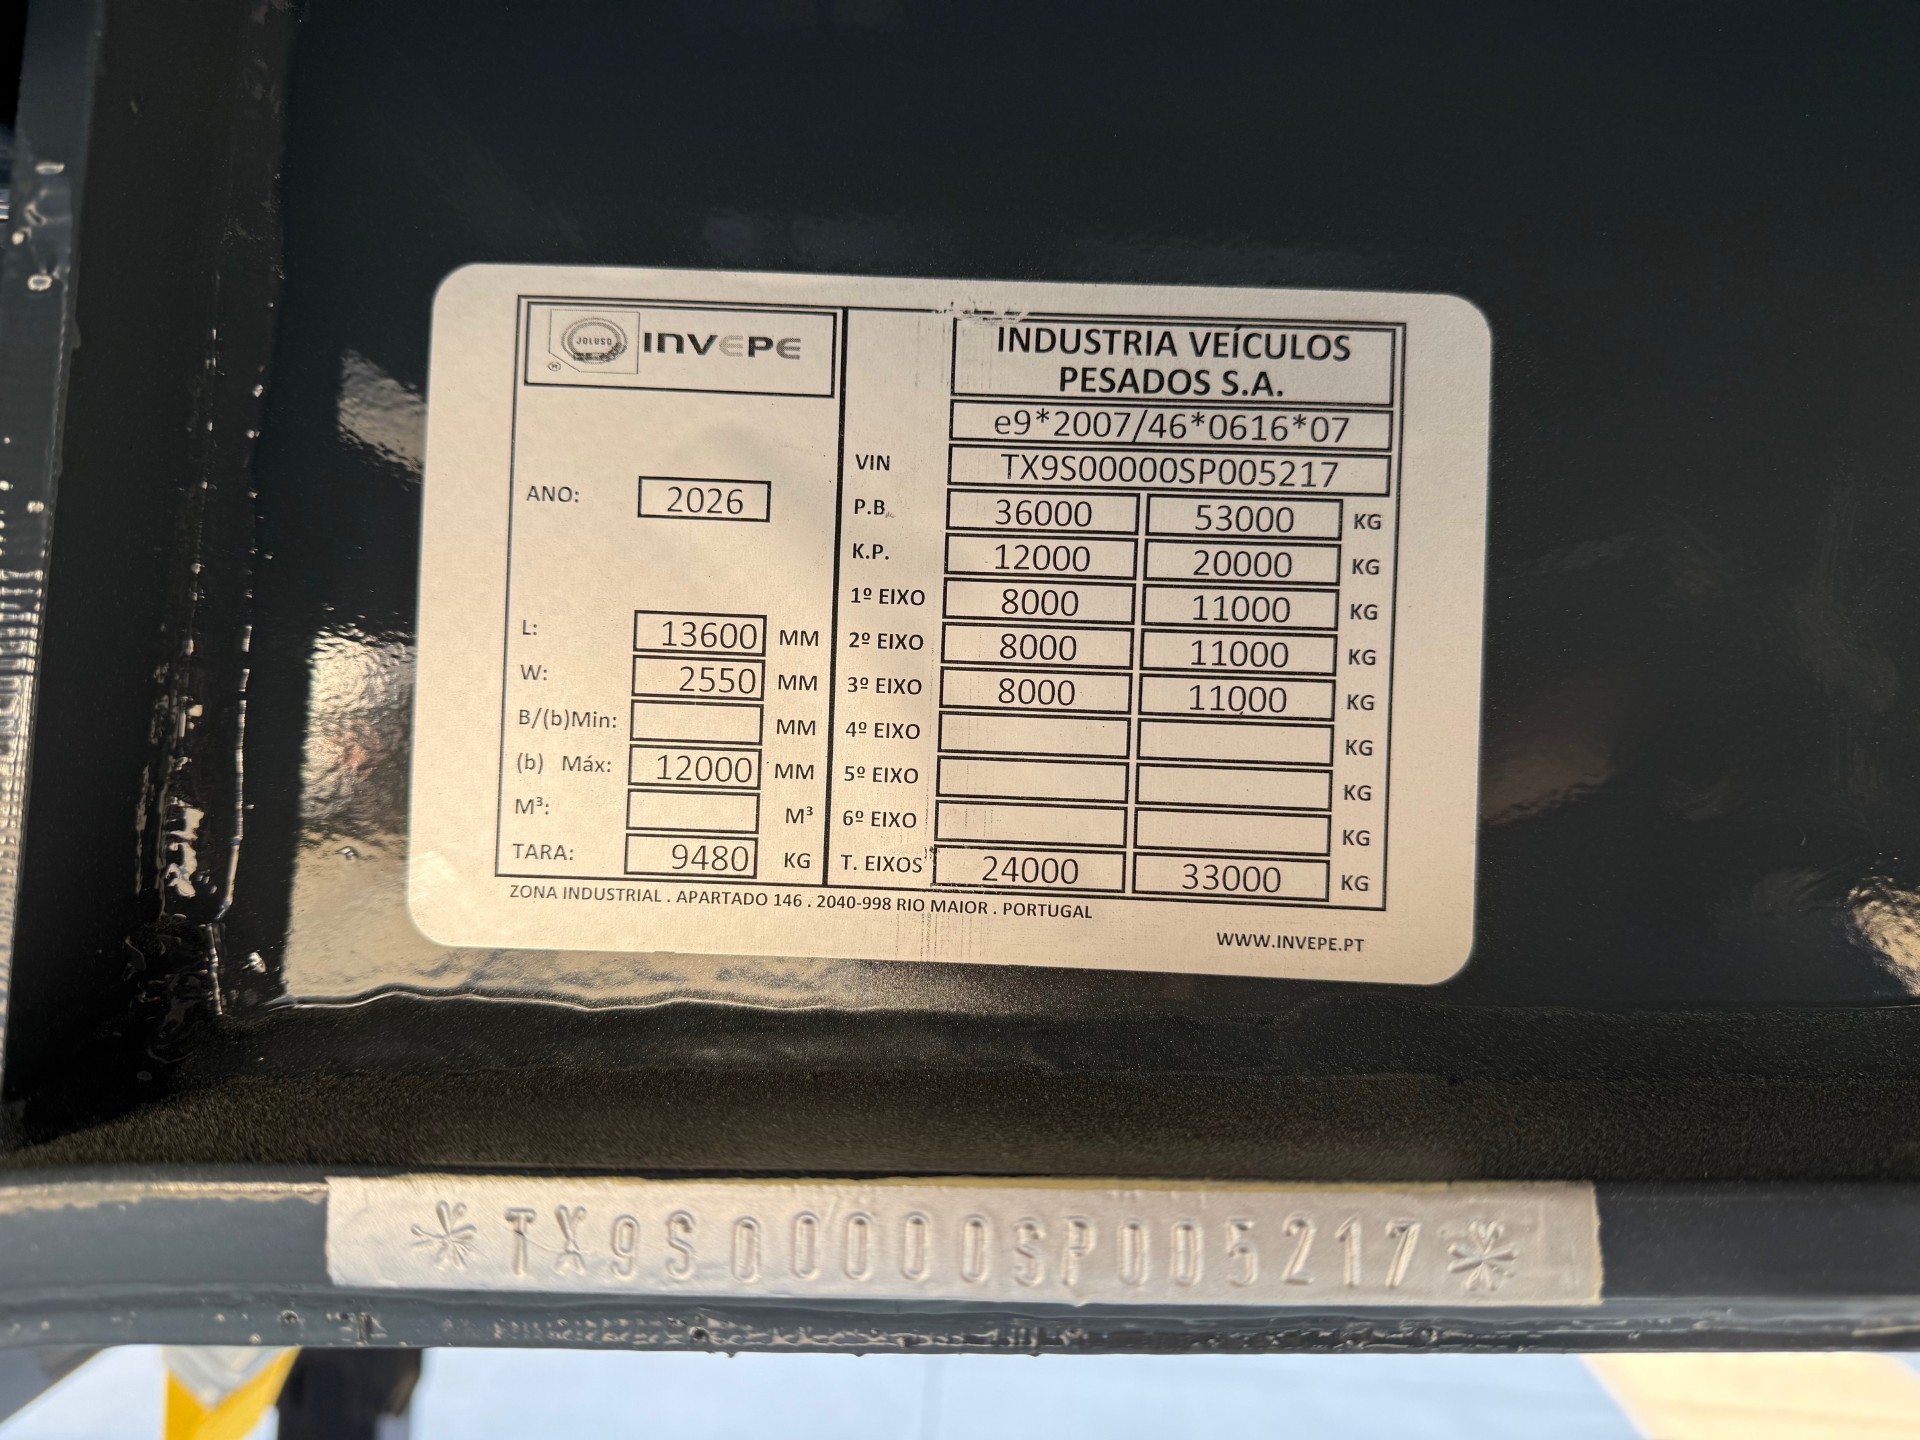 JOLUSO
INVEPE
INDUSTRIA VEÍCULOS
PESADOS S.A.
e9*2007/46*0616*07
VIN TX9S00000SP005217
ANO: 2026
P.B. 36000 53000 KG
K.P. 12000 20000 KG
1º EIXO 8000 11000 KG
L: 13600 MM 2º EIXO 8000 11000 KG
W: 2550 MM 3º EIXO 8000 11000 KG
B/(b)Min: MM 4º EIXO KG
(b) Máx: 12000 MM 5º EIXO KG
M³: M³ 6º EIXO KG
TARA: 9480 KG T. EIXOS 24000 33000 KG
ZONA INDUSTRIAL . APARTADO 146 . 2040-998 RIO MAIOR . PORTUGAL
WWW.INVEPE.PT
*TX9S00000SP005217*